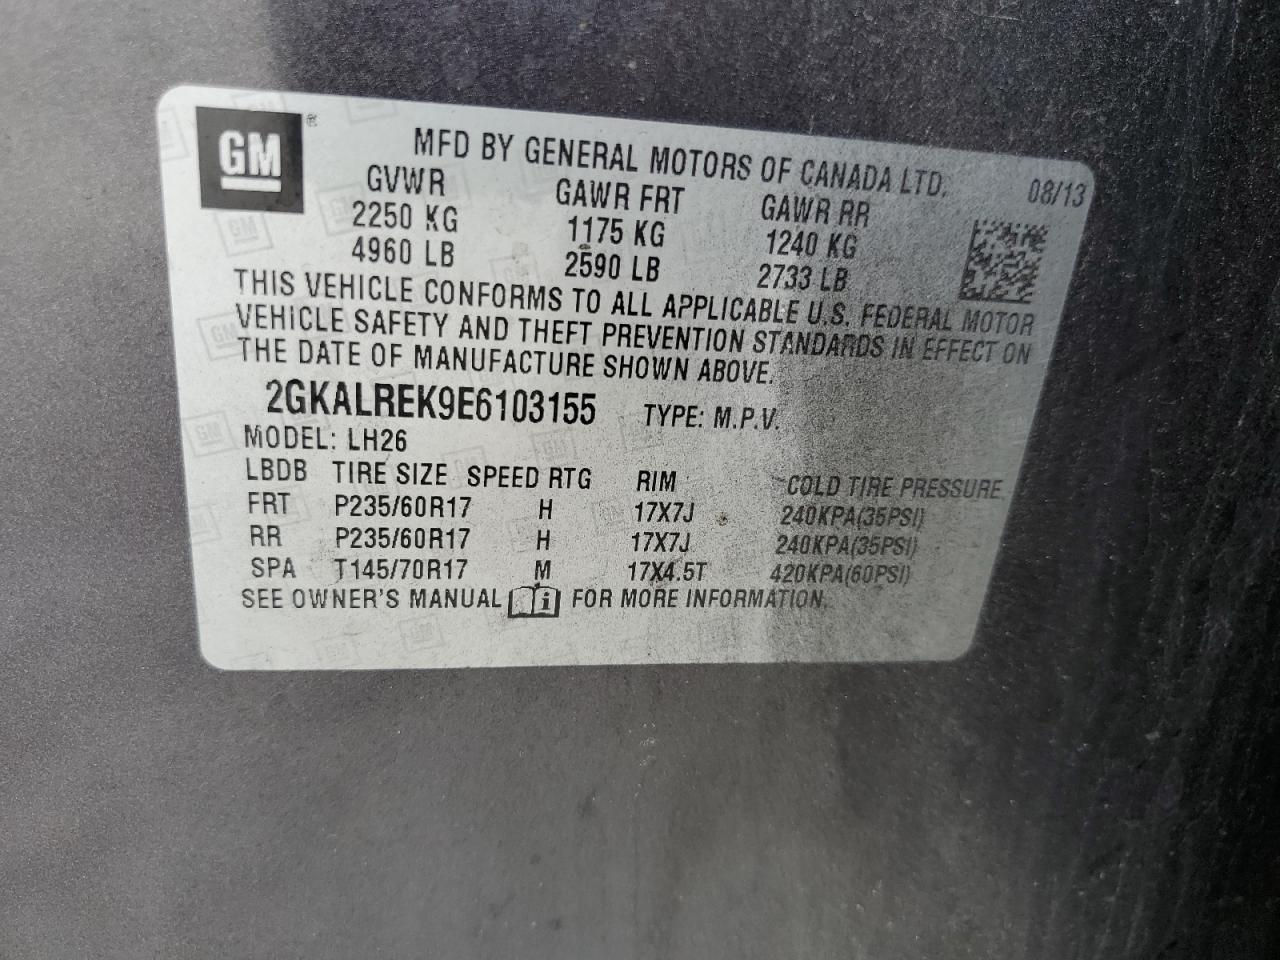 GM ®
MFD BY GENERAL MOTORS OF CANADA LTD. 08/13
GVWR GAWR FRT GAWR RR
2250 KG 1175 KG 1240 KG
4960 LB 2590 LB 2733 LB
THIS VEHICLE CONFORMS TO ALL APPLICABLE U.S. FEDERAL MOTOR
VEHICLE SAFETY AND THEFT PREVENTION STANDARDS IN EFFECT ON
THE DATE OF MANUFACTURE SHOWN ABOVE.
2GKALREK9E6103155 TYPE: M.P.V.
MODEL: LH26
LBDB TIRE SIZE SPEED RTG RIM COLD TIRE PRESSURE
FRT P235/60R17 H 17X7J 240KPA(35PSI)
RR P235/60R17 H 17X7J 240KPA(35PSI)
SPA T145/70R17 M 17X4.5T 420KPA(60PSI)
SEE OWNER'S MANUAL i FOR MORE INFORMATION.